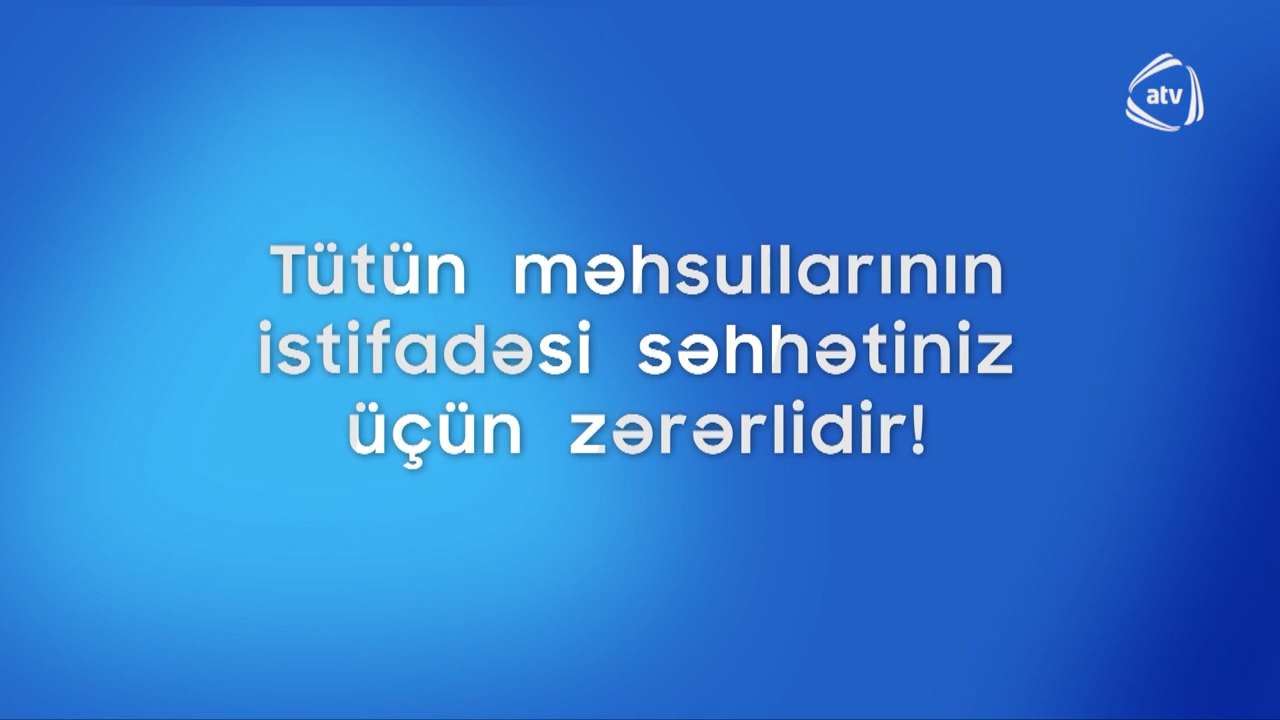 atv
Tütün məhsullarının
istifadəsi səhhətiniz
üçün zərərlidir!